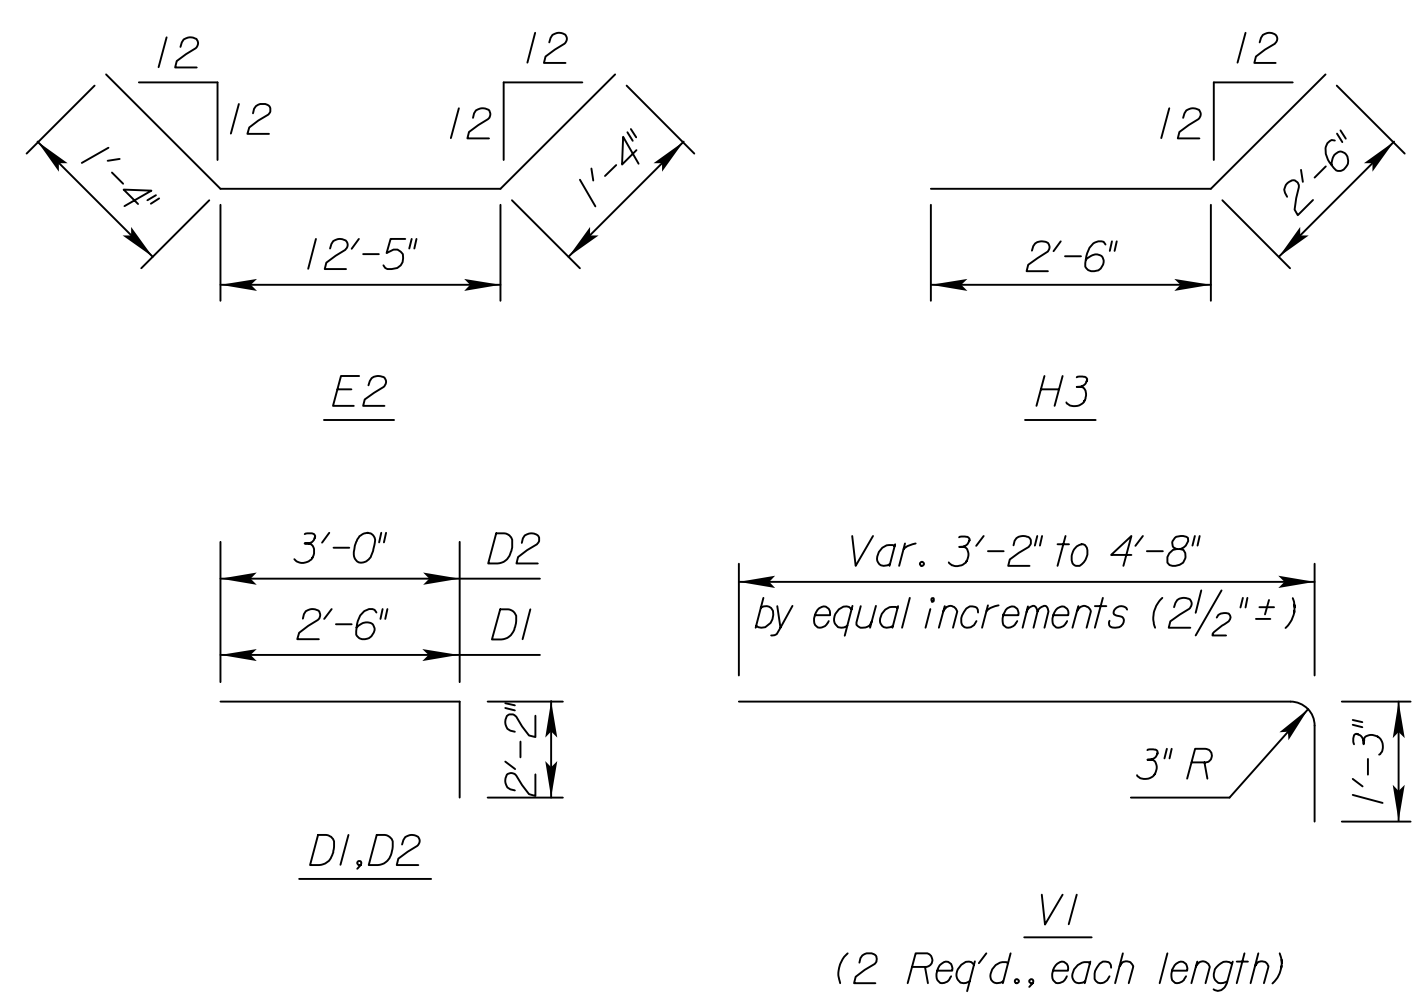 12
12
1'-4"
12'-5"
12
12
1'-4"
E2
12
12
2'-6"
2'-6"
H3
3'-0" D2
2'-6" D1
2'-2"
D1,D2
Var. 3'-2" to 4'-8"
by equal increments (2 1/2"±)
3" R
1'-3"
V1
(2 Req'd., each length)